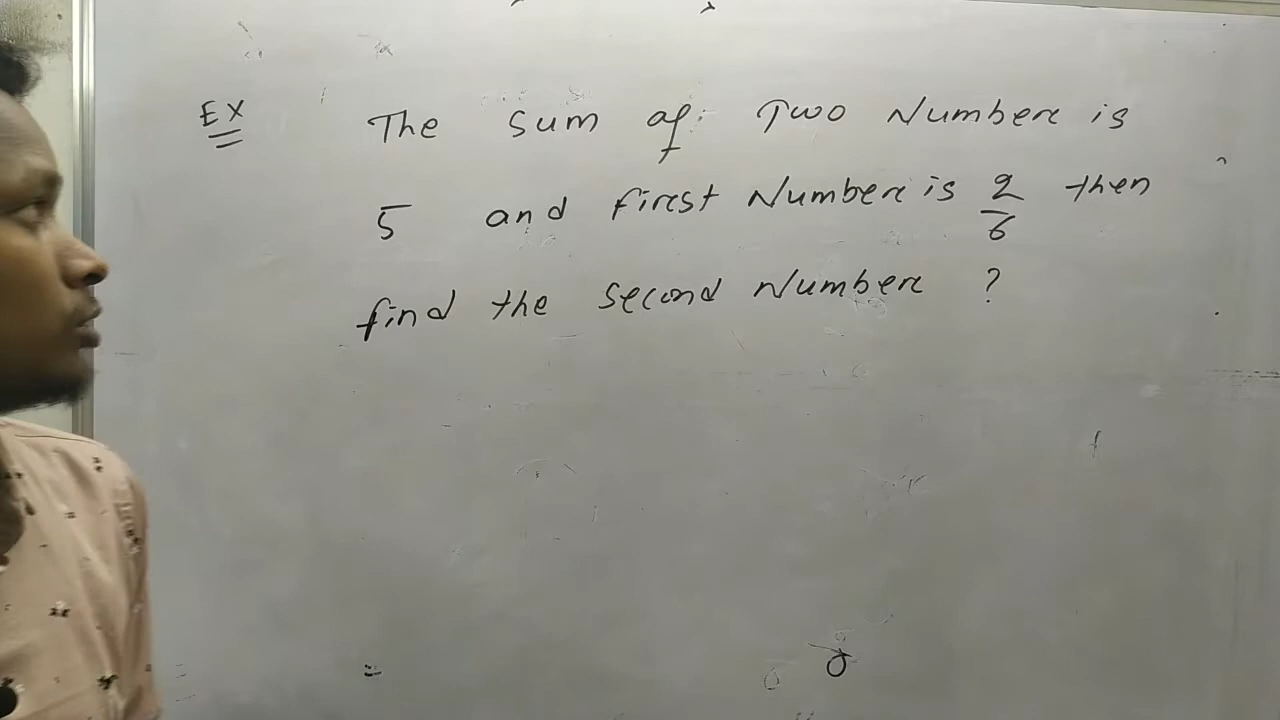 EX The sum of Two Number is
5 and first Number is 2/6 then
find the second Number ?